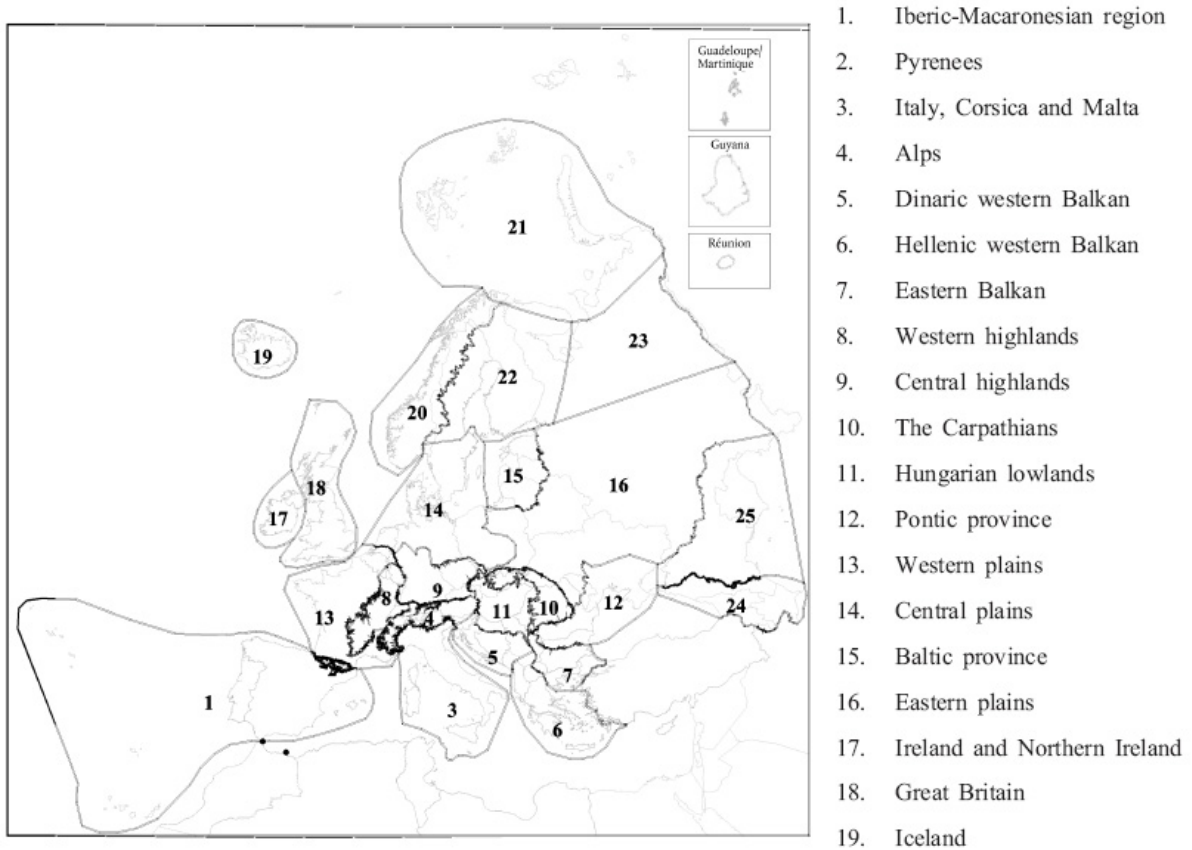 Guadeloupe/
Martinique
Guyana
Réunion
21
23
19
22
20
15
16
18
14
17
25
9
8
11
10
12
24
13
4
5
2
7
1
3
6
1. Iberic-Macaronesian region
2. Pyrenees
3. Italy, Corsica and Malta
4. Alps
5. Dinaric western Balkan
6. Hellenic western Balkan
7. Eastern Balkan
8. Western highlands
9. Central highlands
10. The Carpathians
11. Hungarian lowlands
12. Pontic province
13. Western plains
14. Central plains
15. Baltic province
16. Eastern plains
17. Ireland and Northern Ireland
18. Great Britain
19. Iceland